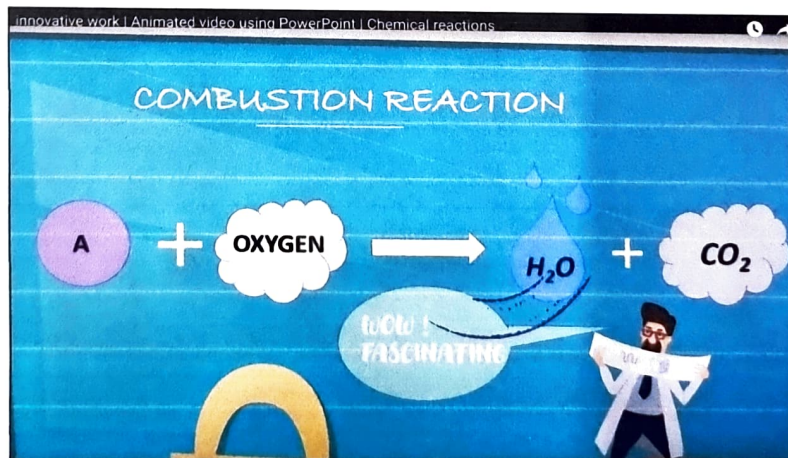 innovative work | Animated video using PowerPoint | Chemical reactions
COMBUSTION REACTION
A + OXYGEN → H₂O + CO₂
WOW !
FASCINATING